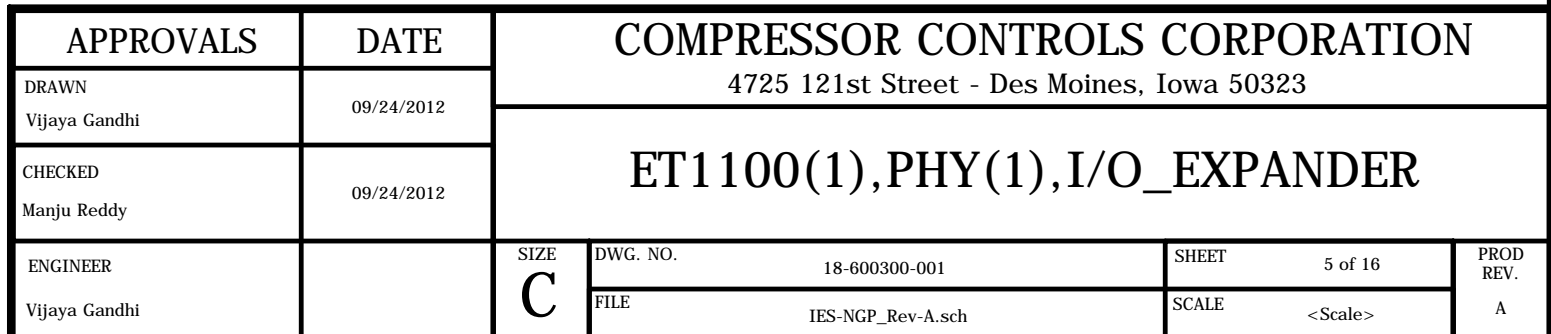 APPROVALS DATE
DRAWN
Vijaya Gandhi
09/24/2012
CHECKED
Manju Reddy
09/24/2012
ENGINEER
Vijaya Gandhi
COMPRESSOR CONTROLS CORPORATION
4725 121st Street - Des Moines, Iowa 50323
ET1100(1),PHY(1),I/O_EXPANDER
SIZE
C
DWG. NO.
18-600300-001
SHEET
5 of 16
PROD
REV.
A
FILE
IES-NGP_Rev-A.sch
SCALE
<Scale>